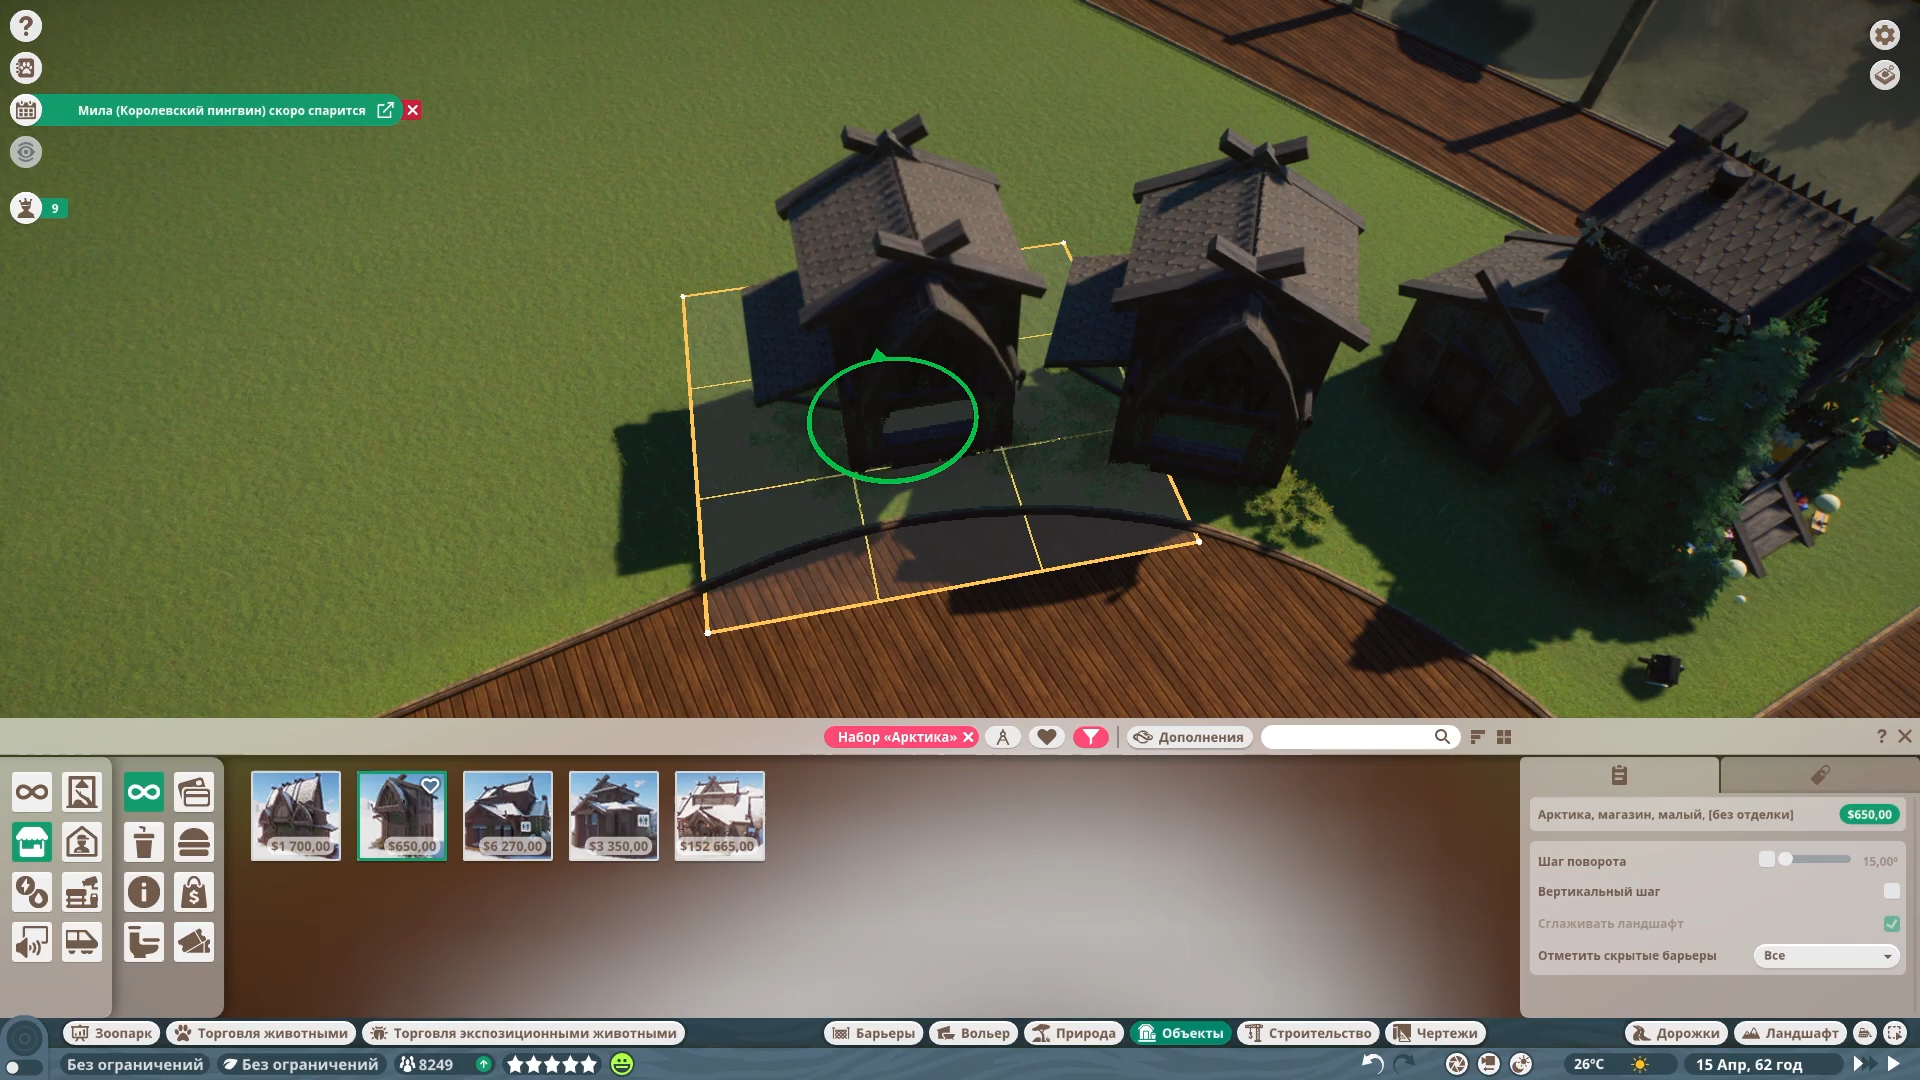 ?
Мила (Королевский пингвин) скоро спарится
9
Набор «Арктика»
Дополнения
?
$1 700,00
$650,00
$6 270,00
$3 350,00
$152 665,00
Арктика, магазин, малый, [без отделки]
$650,00
Шаг поворота
15,00°
Вертикальный шаг
Сглаживать ландшафт
Отметить скрытые барьеры
Все
Зоопарк
Торговля животными
Торговля экспозиционными животными
Барьеры
Вольер
Природа
Объекты
Строительство
Чертежи
Дорожки
Ландшафт
Без ограничений
Без ограничений
8249
26°C
15 Апр, 62 год